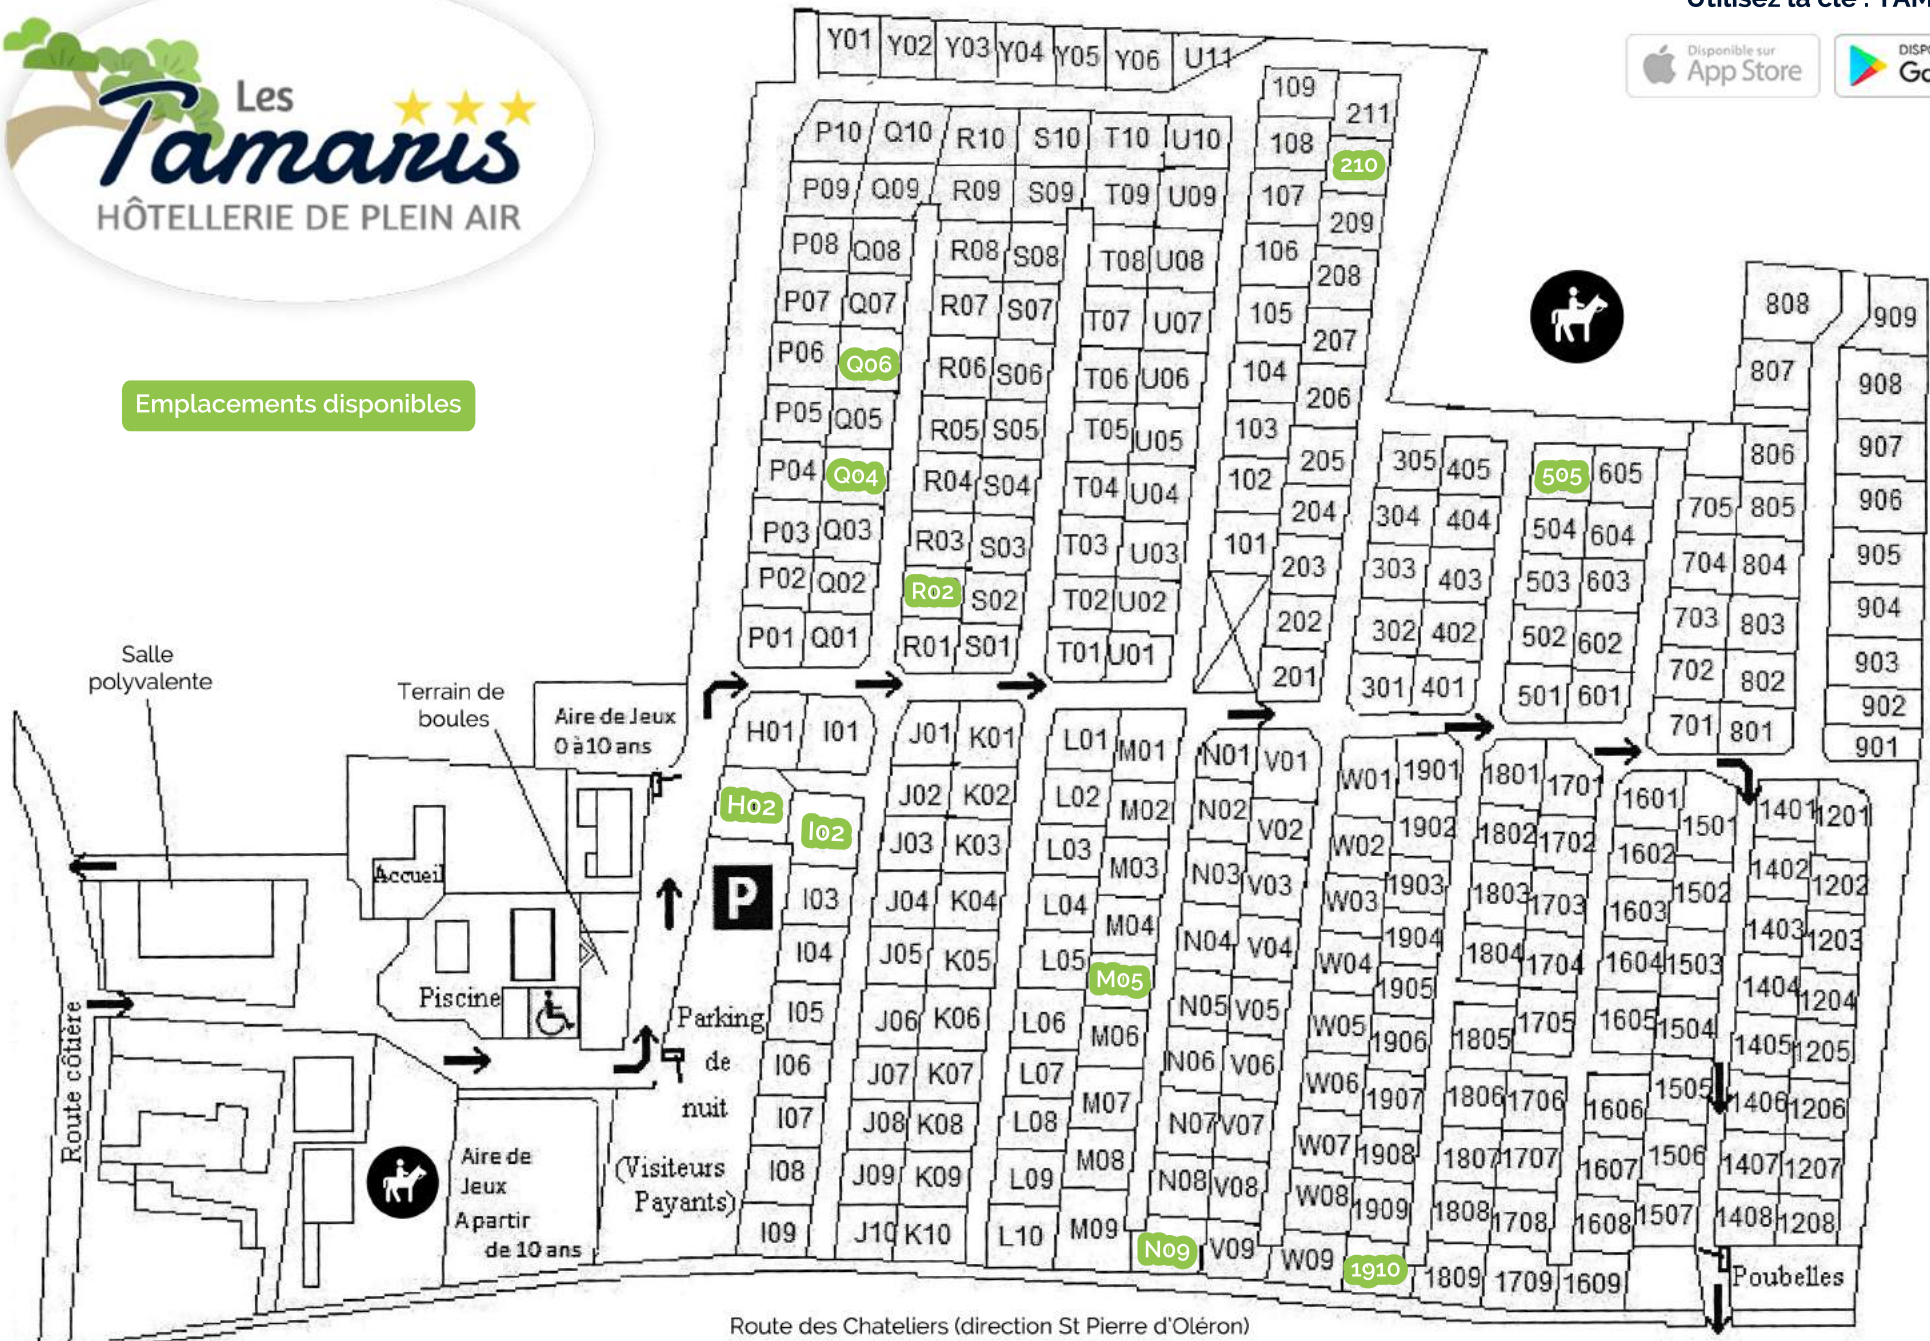 Utilisez la clé : TAM
Les
Tamaris
HÔTELLERIE DE PLEIN AIR
Disponible sur
App Store
DISPO
Go
Emplacements disponibles
Y01 Y02 Y03 Y04 Y05 Y06 U11
109 211
P10 Q10 R10 S10 T10 U10 108 210
P09 Q09 R09 S09 T09 U09 107 209
P08 Q08 R08 S08 T08 U08 106 208
P07 Q07 R07 S07 T07 U07 105 207
808 909
P06 Q06 R06 S06 T06 U06 104 206
807 908
P05 Q05 R05 S05 T05 U05 103 205
305 405 505 605 806 907
P04 Q04 R04 S04 T04 U04 102 204
304 404 504 604 705 805 906
P03 Q03 R03 S03 T03 U03 101 203
303 403 503 603 704 804 905
P02 Q02 R02 S02 T02 U02 202
302 402 502 602 703 803 904
P01 Q01 R01 S01 T01 U01 201
301 401 501 601 702 802 903
902
701 801 901
Salle
polyvalente
Terrain de
boules
Aire de Jeux
0 à 10 ans
H01 I01 J01 K01 L01 M01 N01 V01 W01 1901 1801 1701 1601 1501 1401 1201
H02 I02 J02 K02 L02 M02 N02 V02 W02 1902 1802 1702 1602 1502 1402 1202
J03 K03 L03 M03 N03 V03 W03 1903 1803 1703 1603 1503 1403 1203
Accueil
P
I03 J04 K04 L04 M04 N04 V04 W04 1904 1804 1704 1604 1504 1404 1204
I04 J05 K05 L05 M05 N05 V05 W05 1905 1805 1705 1605 1505 1405 1205
Piscine
Route côtière
Parking
de
nuit
(Visiteurs
Payants)
I05 J06 K06 L06 M06 N06 V06 W06 1906 1806 1706 1606 1506 1406 1206
I06 J07 K07 L07 M07 N07 V07 W07 1907 1807 1707 1607 1507 1407 1207
I07 J08 K08 L08 M08 N08 V08 W08 1908 1808 1708 1608 1408 1208
I08 J09 K09 L09 M09 N09 V09 W09 1909 1809 1709 1609
I09 J10 K10 L10 1910
Aire de
Jeux
A partir
de 10 ans
Poubelles
Route des Chateliers (direction St Pierre d'Oléron)